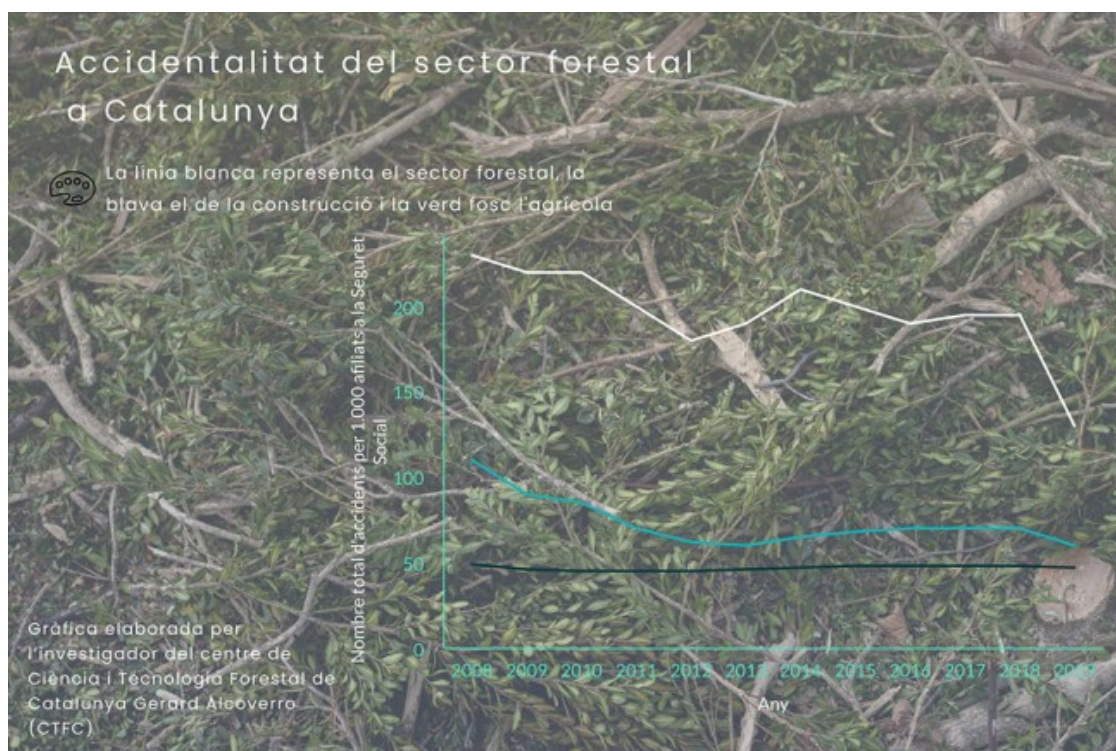 Accidentalitat del sector forestal
a Catalunya
La línia blanca representa el sector forestal, la
blava el de la construcció i la verd fosc l'agrícola
Nombre total d'accidents per 1.000 afiliats a la Seguret
Social
200
150
100
50
0
2008 2009 2010 2011 2012 2013 2014 2015 2016 2017 2018 2019
Any
Gràfica elaborada per
l'investigador del centre de
Ciència i Tecnologia Forestal de
Catalunya Gerard Alcoverro
(CTFC)